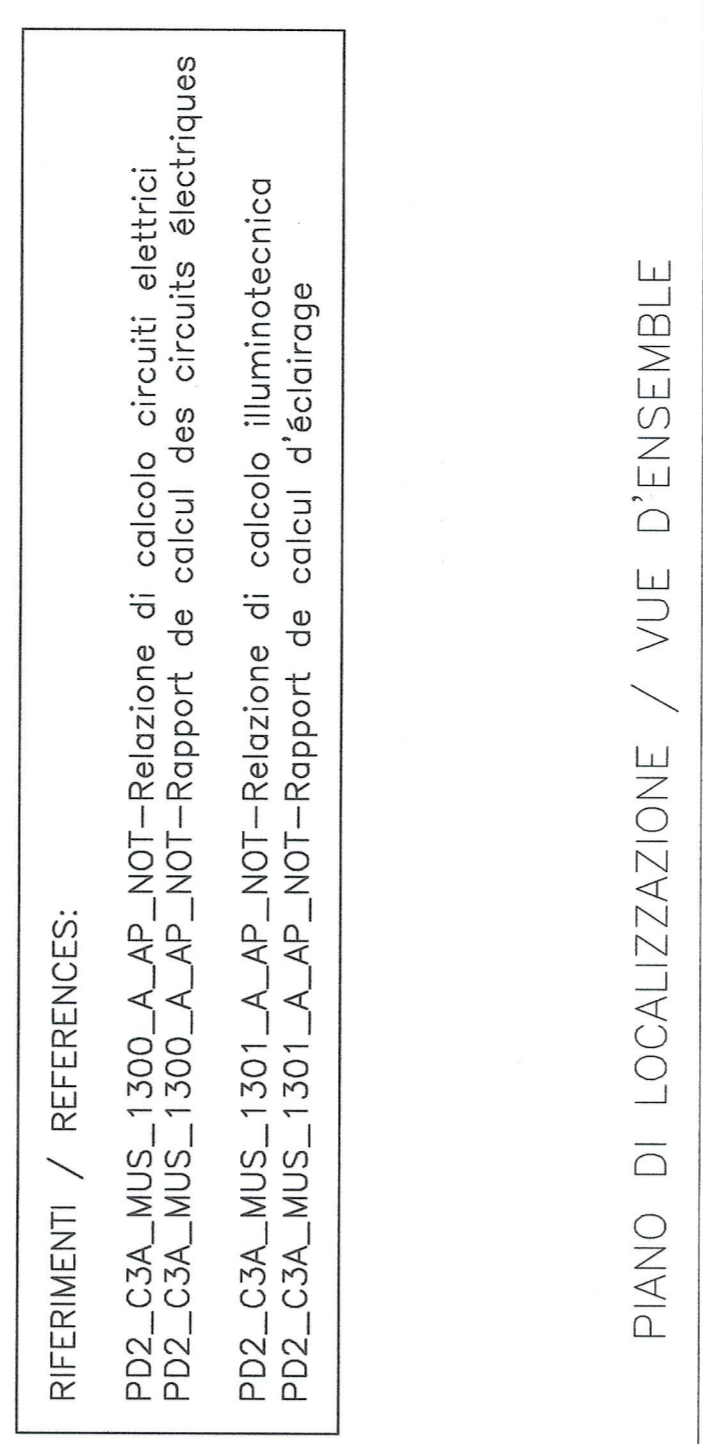 RIFERIMENTI / REFERENCES:
PD2_C3A_MUS_1300_A_AP_NOT-Relazione di calcolo circuiti elettrici
PD2_C3A_MUS_1300_A_AP_NOT-Rapport de calcul des circuits électriques
PD2_C3A_MUS_1301_A_AP_NOT-Relazione di calcolo illuminotecnica
PD2_C3A_MUS_1301_A_AP_NOT-Rapport de calcul d'éclairage
PIANO DI LOCALIZZAZIONE / VUE D'ENSEMBLE